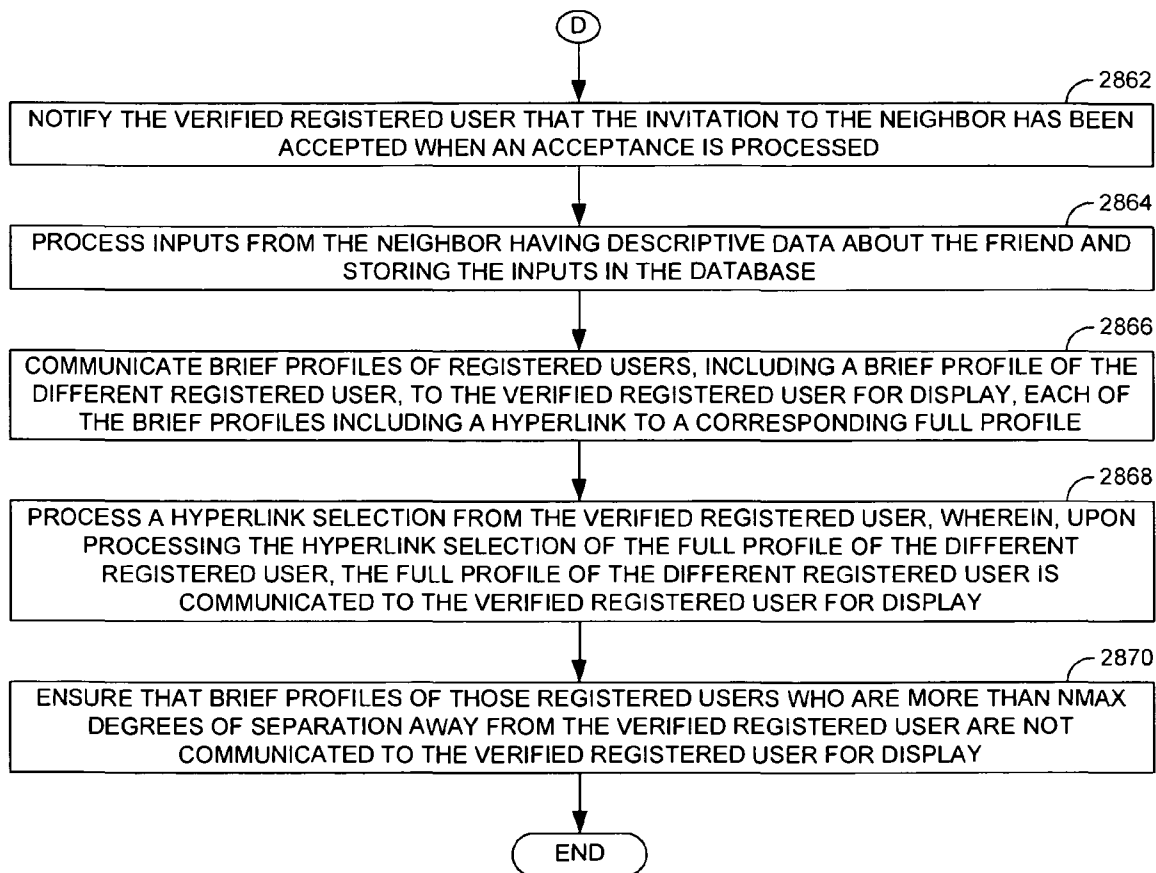 D
2862
NOTIFY THE VERIFIED REGISTERED USER THAT THE INVITATION TO THE NEIGHBOR HAS BEEN
ACCEPTED WHEN AN ACCEPTANCE IS PROCESSED
2864
PROCESS INPUTS FROM THE NEIGHBOR HAVING DESCRIPTIVE DATA ABOUT THE FRIEND AND
STORING THE INPUTS IN THE DATABASE
2866
COMMUNICATE BRIEF PROFILES OF REGISTERED USERS, INCLUDING A BRIEF PROFILE OF THE
DIFFERENT REGISTERED USER, TO THE VERIFIED REGISTERED USER FOR DISPLAY, EACH OF
THE BRIEF PROFILES INCLUDING A HYPERLINK TO A CORRESPONDING FULL PROFILE
2868
PROCESS A HYPERLINK SELECTION FROM THE VERIFIED REGISTERED USER, WHEREIN, UPON
PROCESSING THE HYPERLINK SELECTION OF THE FULL PROFILE OF THE DIFFERENT
REGISTERED USER, THE FULL PROFILE OF THE DIFFERENT REGISTERED USER IS
COMMUNICATED TO THE VERIFIED REGISTERED USER FOR DISPLAY
2870
ENSURE THAT BRIEF PROFILES OF THOSE REGISTERED USERS WHO ARE MORE THAN NMAX
DEGREES OF SEPARATION AWAY FROM THE VERIFIED REGISTERED USER ARE NOT
COMMUNICATED TO THE VERIFIED REGISTERED USER FOR DISPLAY
END